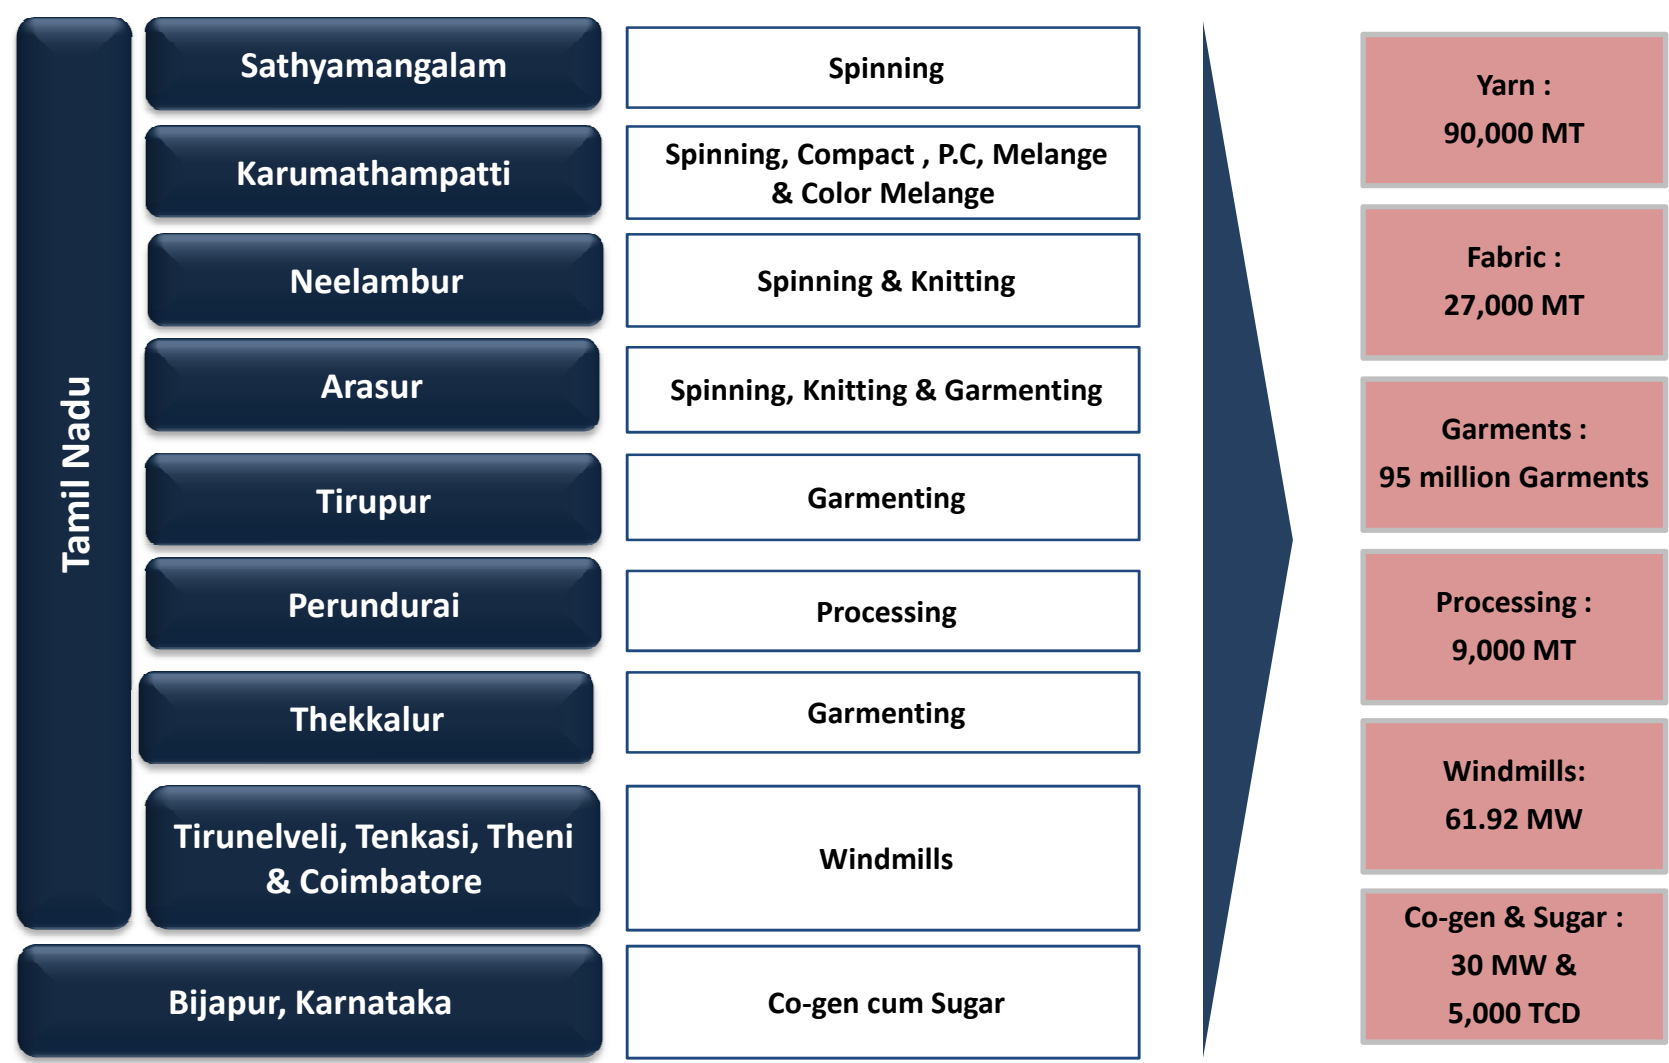 Tamil Nadu
Sathyamangalam
Spinning
Karumathampatti
Spinning, Compact , P.C, Melange
& Color Melange
Neelambur
Spinning & Knitting
Arasur
Spinning, Knitting & Garmenting
Tirupur
Garmenting
Perundurai
Processing
Thekkalur
Garmenting
Tirunelveli, Tenkasi, Theni
& Coimbatore
Windmills
Bijapur, Karnataka
Co-gen cum Sugar
Yarn :
90,000 MT
Fabric :
27,000 MT
Garments :
95 million Garments
Processing :
9,000 MT
Windmills:
61.92 MW
Co-gen & Sugar :
30 MW &
5,000 TCD